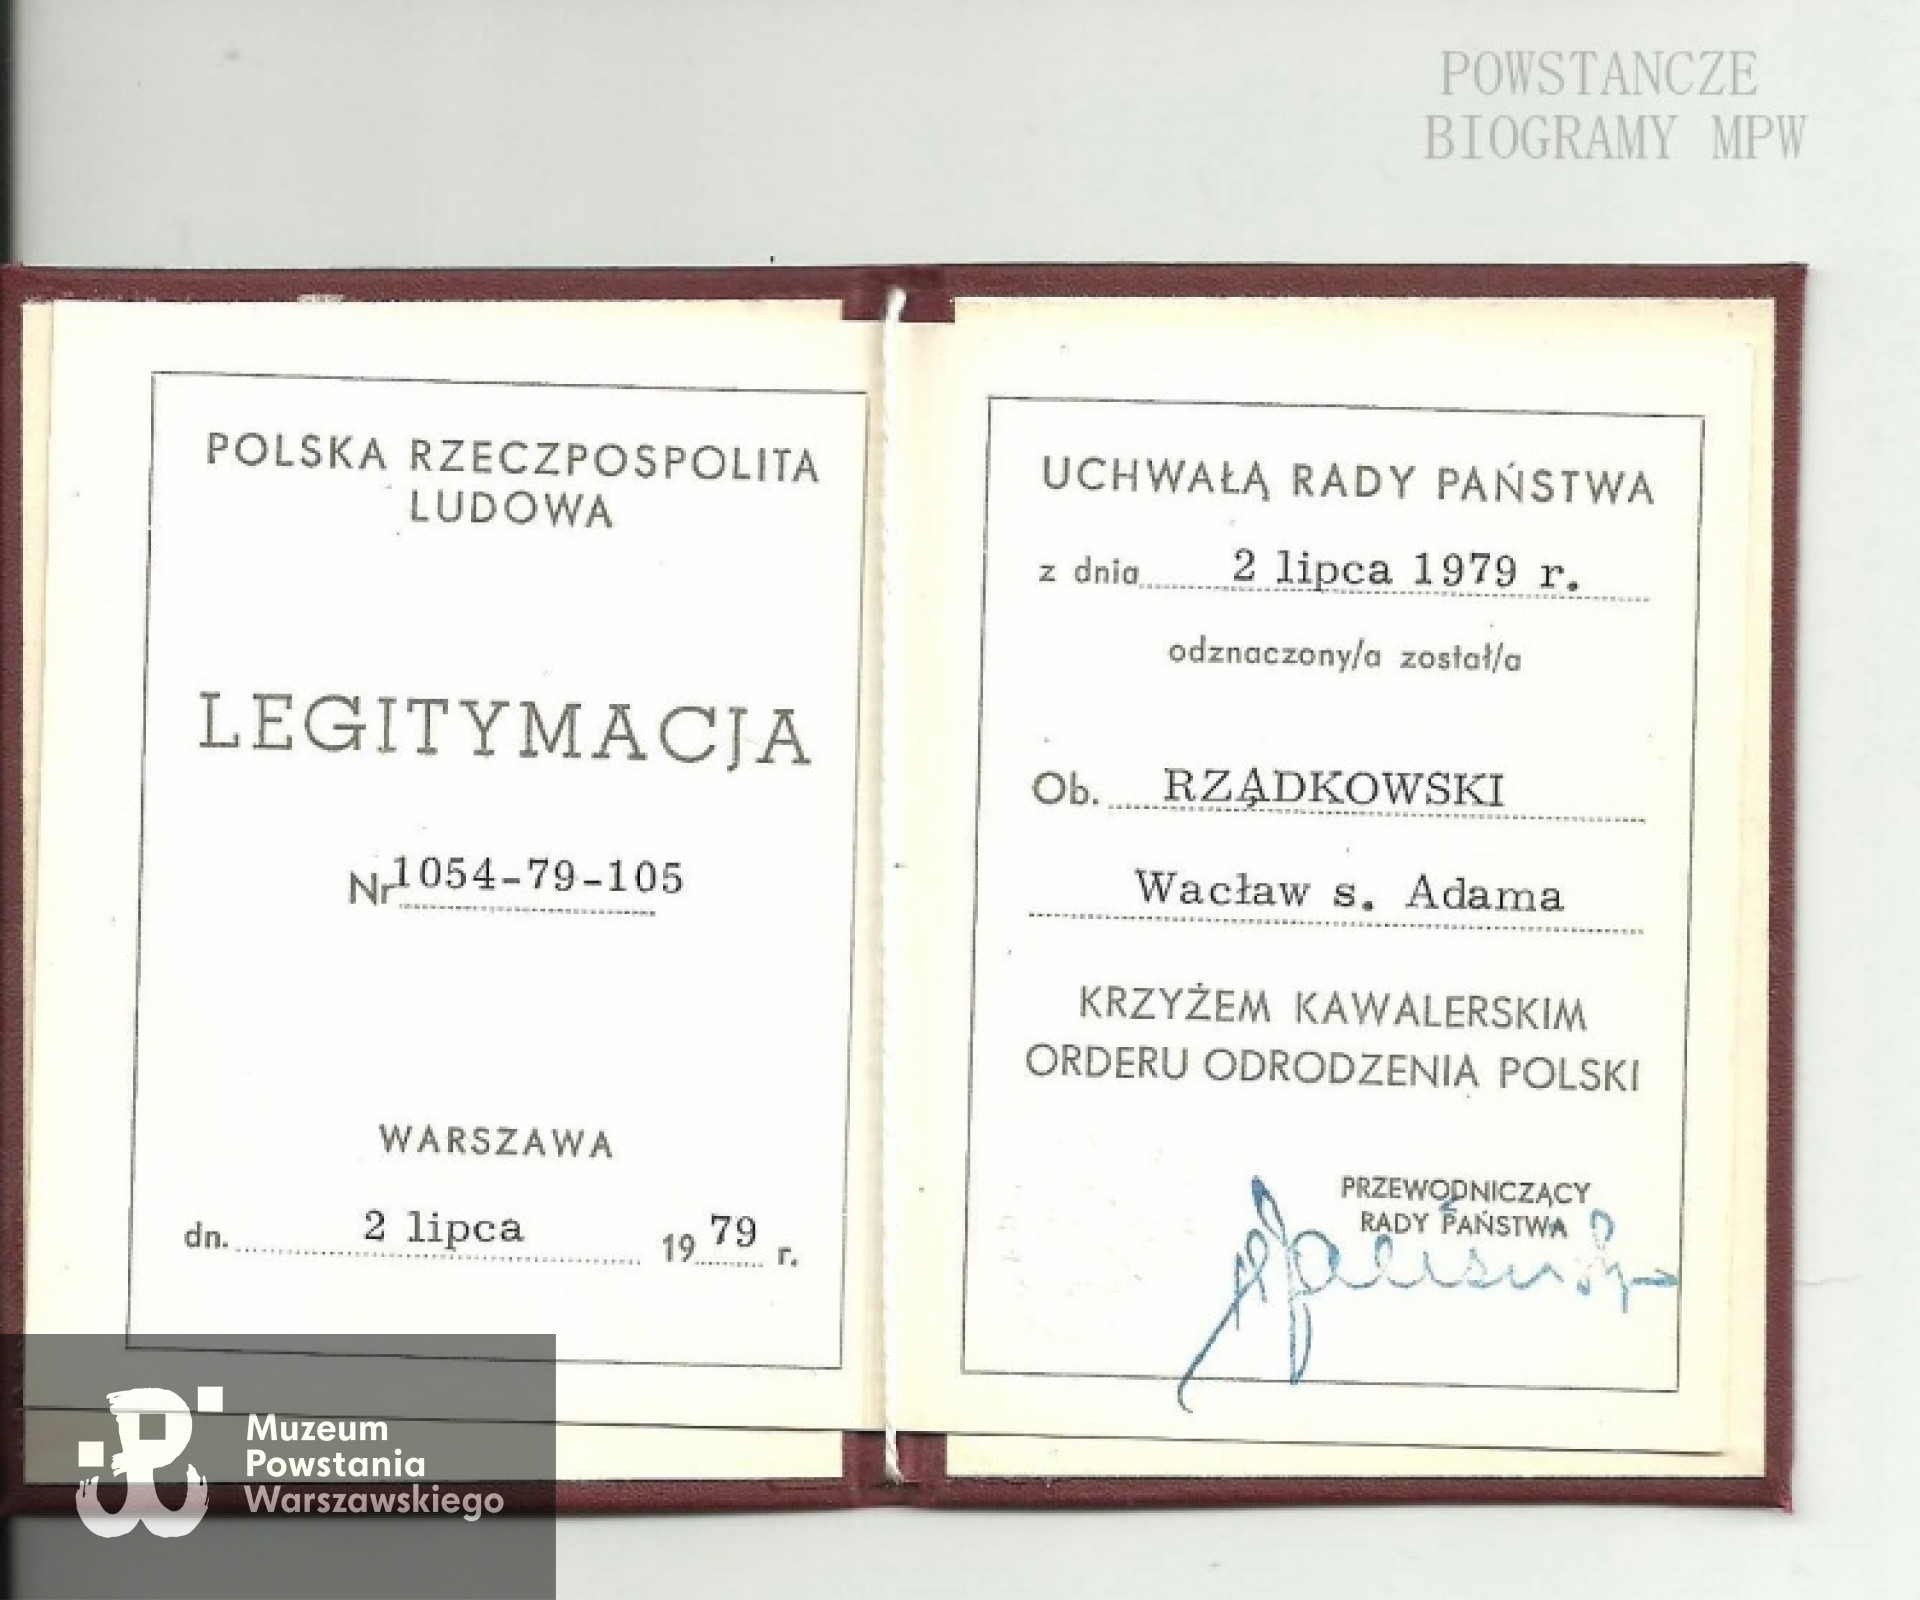 POWSTANCZE
BIOGRAMY MPW
POLSKA RZECZPOSPOLITA
LUDOWA
LEGITYMACJA
Nr 1054-79-105
WARSZAWA
dn. 2 lipca 19 79 r.
UCHWAŁĄ RADY PAŃSTWA
z dnia 2 lipca 1979 r.
odznaczony/a został/a
Ob. RZĄDKOWSKI
Wacław s. Adama
KRZYŻEM KAWALERSKIM
ORDERU ODRODZENIA POLSKI
PRZEWODNICZĄCY
RADY PAŃSTWA
Muzeum
Powstania
Warszawskiego